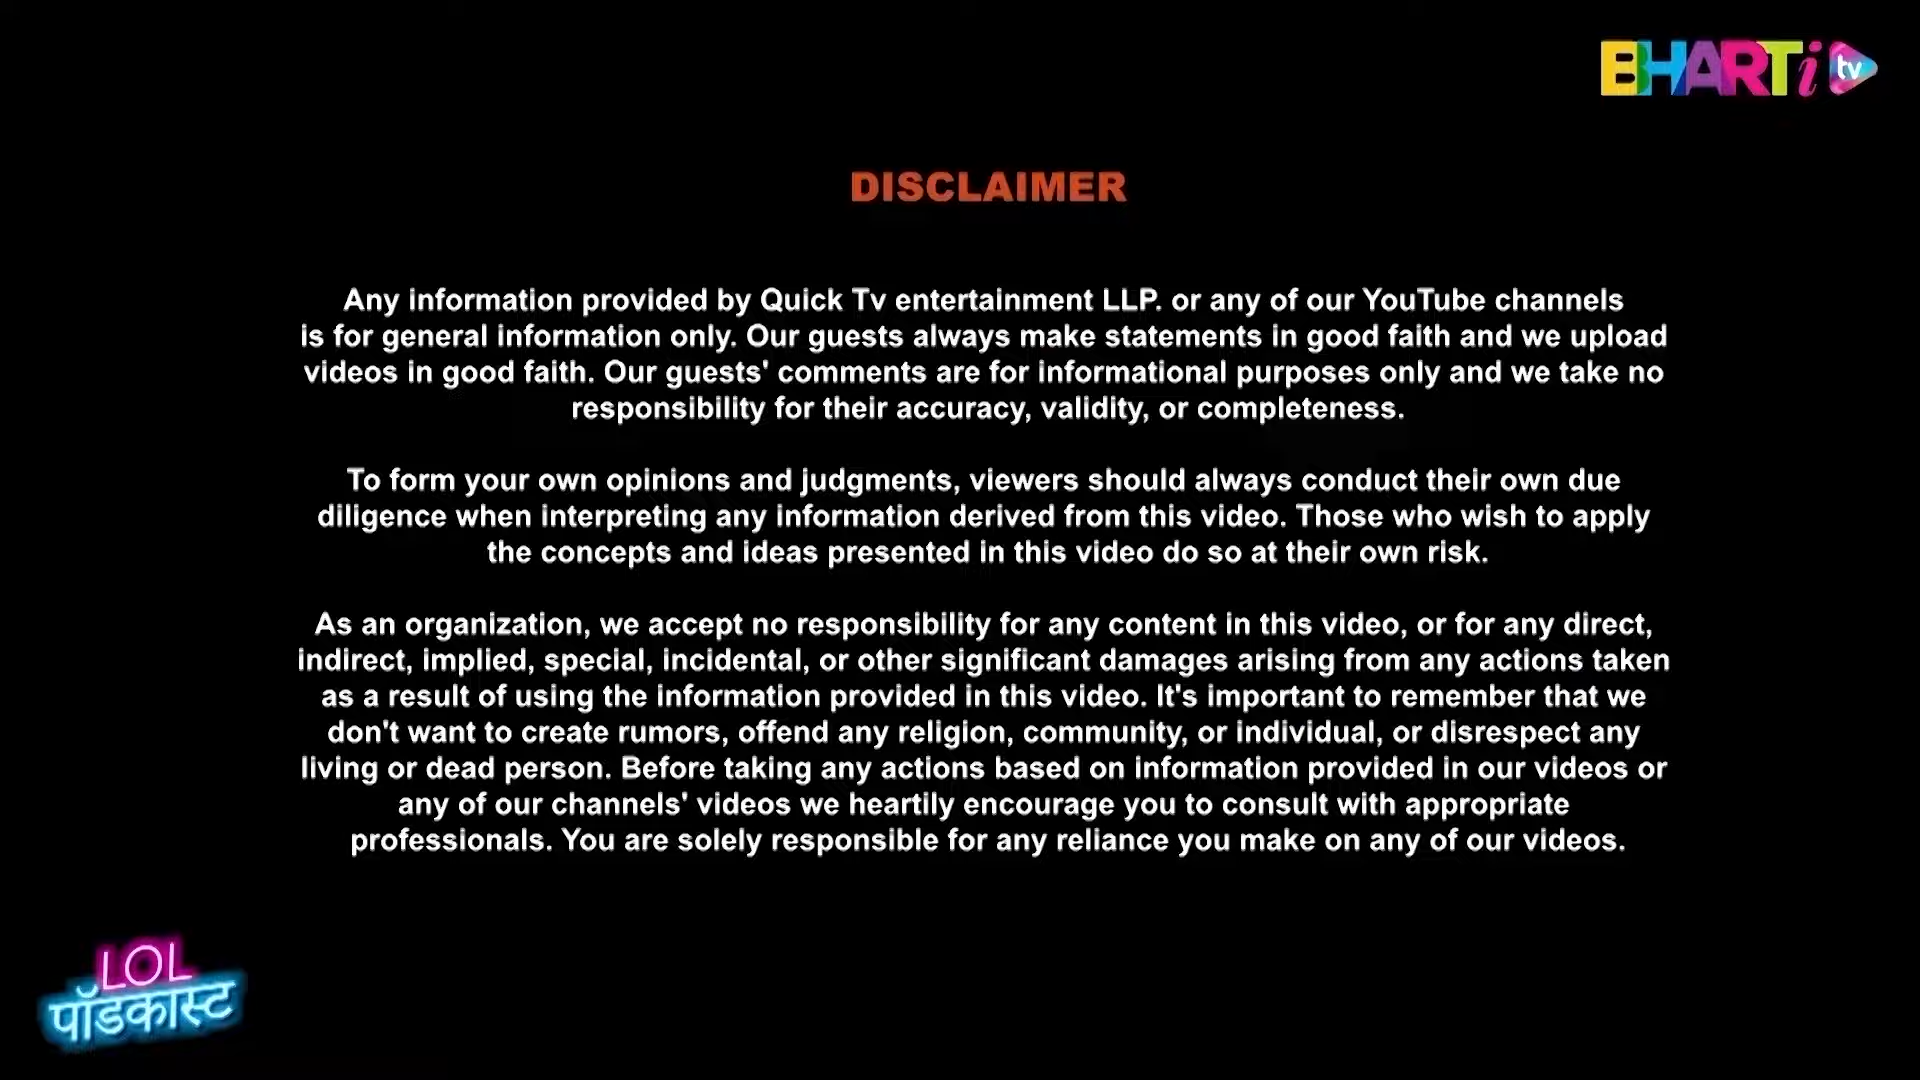 BHARTi tv
DISCLAIMER
Any information provided by Quick Tv entertainment LLP. or any of our YouTube channels
is for general information only. Our guests always make statements in good faith and we upload
videos in good faith. Our guests' comments are for informational purposes only and we take no
responsibility for their accuracy, validity, or completeness.
To form your own opinions and judgments, viewers should always conduct their own due
diligence when interpreting any information derived from this video. Those who wish to apply
the concepts and ideas presented in this video do so at their own risk.
As an organization, we accept no responsibility for any content in this video, or for any direct,
indirect, implied, special, incidental, or other significant damages arising from any actions taken
as a result of using the information provided in this video. It's important to remember that we
don't want to create rumors, offend any religion, community, or individual, or disrespect any
living or dead person. Before taking any actions based on information provided in our videos or
any of our channels' videos we heartily encourage you to consult with appropriate
professionals. You are solely responsible for any reliance you make on any of our videos.
LOL
पॉडकास्ट